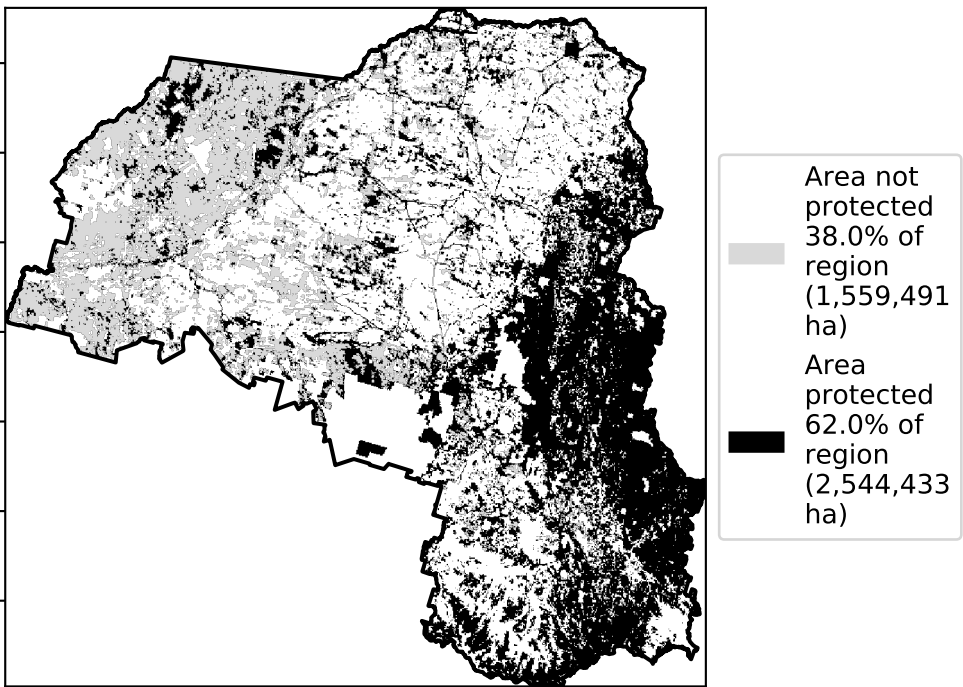 Area not
protected
38.0% of
region
(1,559,491
ha)
Area
protected
62.0% of
region
(2,544,433
ha)